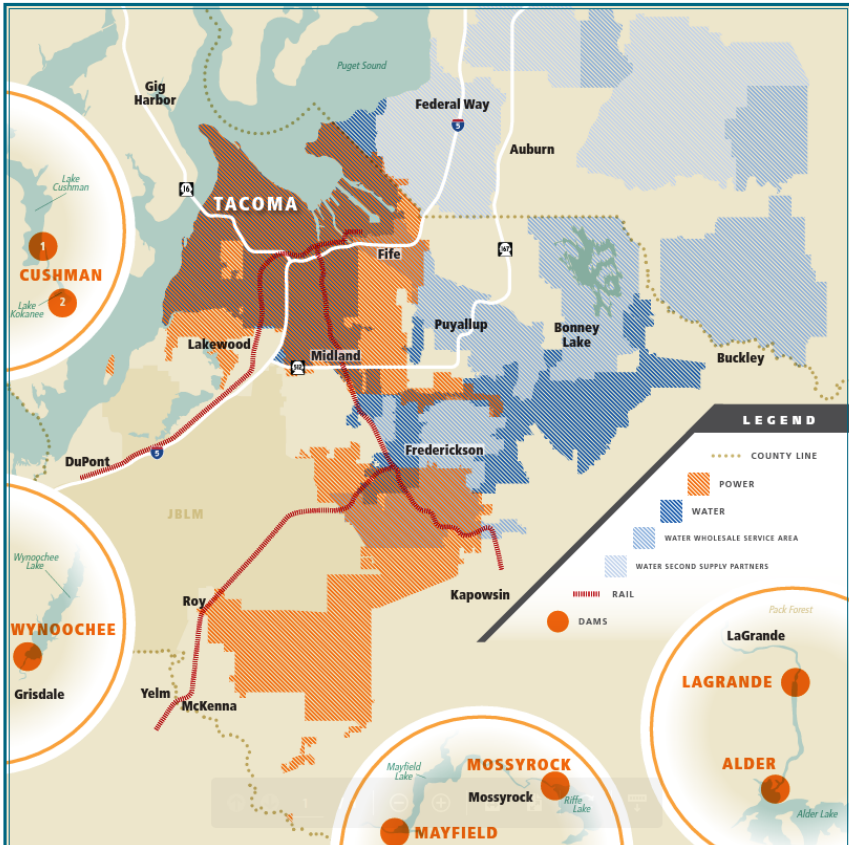 Puget Sound
Gig
Harbor
Federal Way
5
Auburn
Lake
Cushman
16
TACOMA
1
CUSHMAN
2
Lake
Kokanee
Fife
167
Puyallup
Bonney
Lake
Lakewood
Midland
512
Buckley
LEGEND
COUNTY LINE
POWER
WATER
WATER WHOLESALE SERVICE AREA
WATER SECOND SUPPLY PARTNERS
RAIL
DAMS
Frederickson
DuPont
5
JBLM
Wynoochee
Lake
WYNOOCHEE
Grisdale
Roy
Kapowsin
Yelm
McKenna
Pack Forest
LaGrande
LAGRANDE
ALDER
Alder Lake
Mayfield
Lake
MOSSYROCK
Mossyrock
Riffe
Lake
MAYFIELD